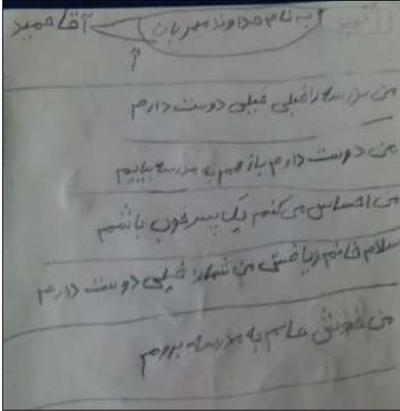 به نام خداوند مهربان آقا حمید
من مدرسه را خیلی خیلی دوست دارم
من دوست دارم باز هم به مدرسه بیایم
من احساس می کنم یک پسر خوب باشم
سلام خانم ریاضی من شما را خیلی دوست دارم
من خوش حالم به مدرسه بروم